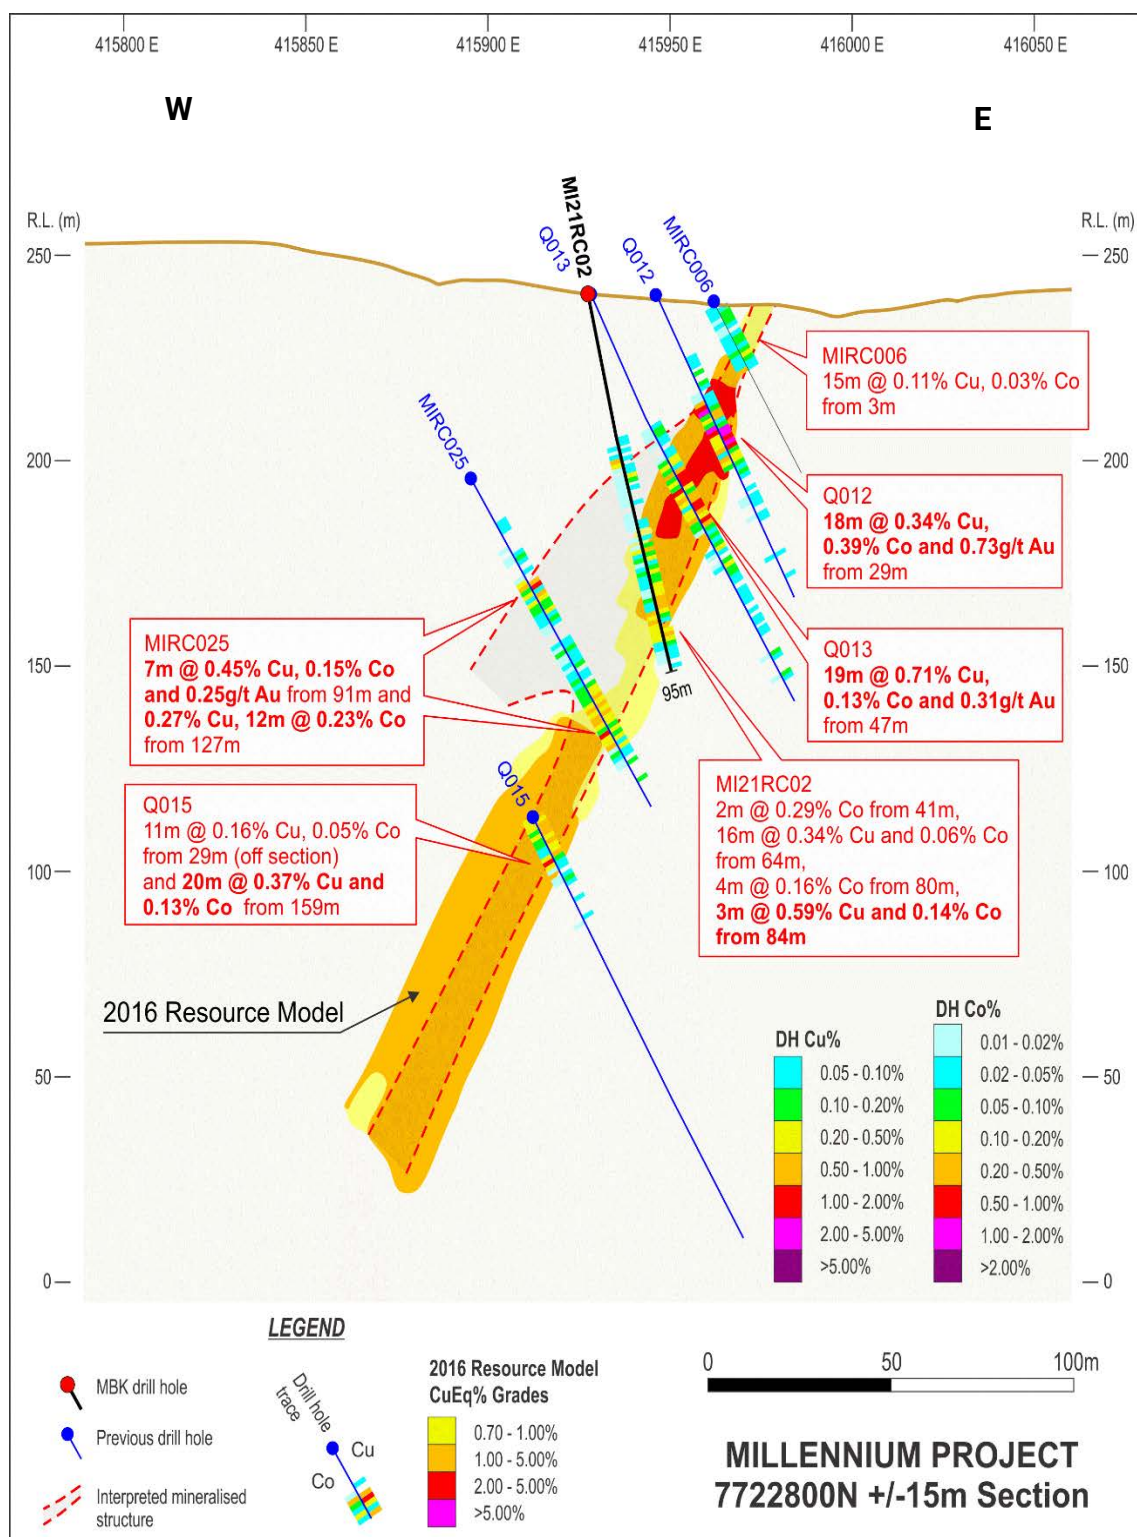 415800 E
415850 E
415900 E
415950 E
416000 E
416050 E
W
E
R.L. (m)
R.L. (m)
250
250
200
200
150
150
100
100
50
50
0
0
MI21RC02
Q013
Q012
MIRC006
MIRC025
Q015
95m
MIRC006
15m @ 0.11% Cu, 0.03% Co
from 3m
Q012
18m @ 0.34% Cu,
0.39% Co and 0.73g/t Au
from 29m
Q013
19m @ 0.71% Cu,
0.13% Co and 0.31g/t Au
from 47m
MIRC025
7m @ 0.45% Cu, 0.15% Co
and 0.25g/t Au from 91m and
0.27% Cu, 12m @ 0.23% Co
from 127m
Q015
11m @ 0.16% Cu, 0.05% Co
from 29m (off section)
and 20m @ 0.37% Cu and
0.13% Co from 159m
MI21RC02
2m @ 0.29% Co from 41m,
16m @ 0.34% Cu and 0.06% Co
from 64m,
4m @ 0.16% Co from 80m,
3m @ 0.59% Cu and 0.14% Co
from 84m
2016 Resource Model
DH Cu%
0.05 - 0.10%
0.10 - 0.20%
0.20 - 0.50%
0.50 - 1.00%
1.00 - 2.00%
2.00 - 5.00%
>5.00%
DH Co%
0.01 - 0.02%
0.02 - 0.05%
0.05 - 0.10%
0.10 - 0.20%
0.20 - 0.50%
0.50 - 1.00%
1.00 - 2.00%
>2.00%
LEGEND
MBK drill hole
Previous drill hole
Interpreted mineralised
structure
Drill hole
trace
Cu
Co
2016 Resource Model
CuEq% Grades
0.70 - 1.00%
1.00 - 5.00%
2.00 - 5.00%
>5.00%
0
50
100m
MILLENNIUM PROJECT
7722800N +/-15m Section